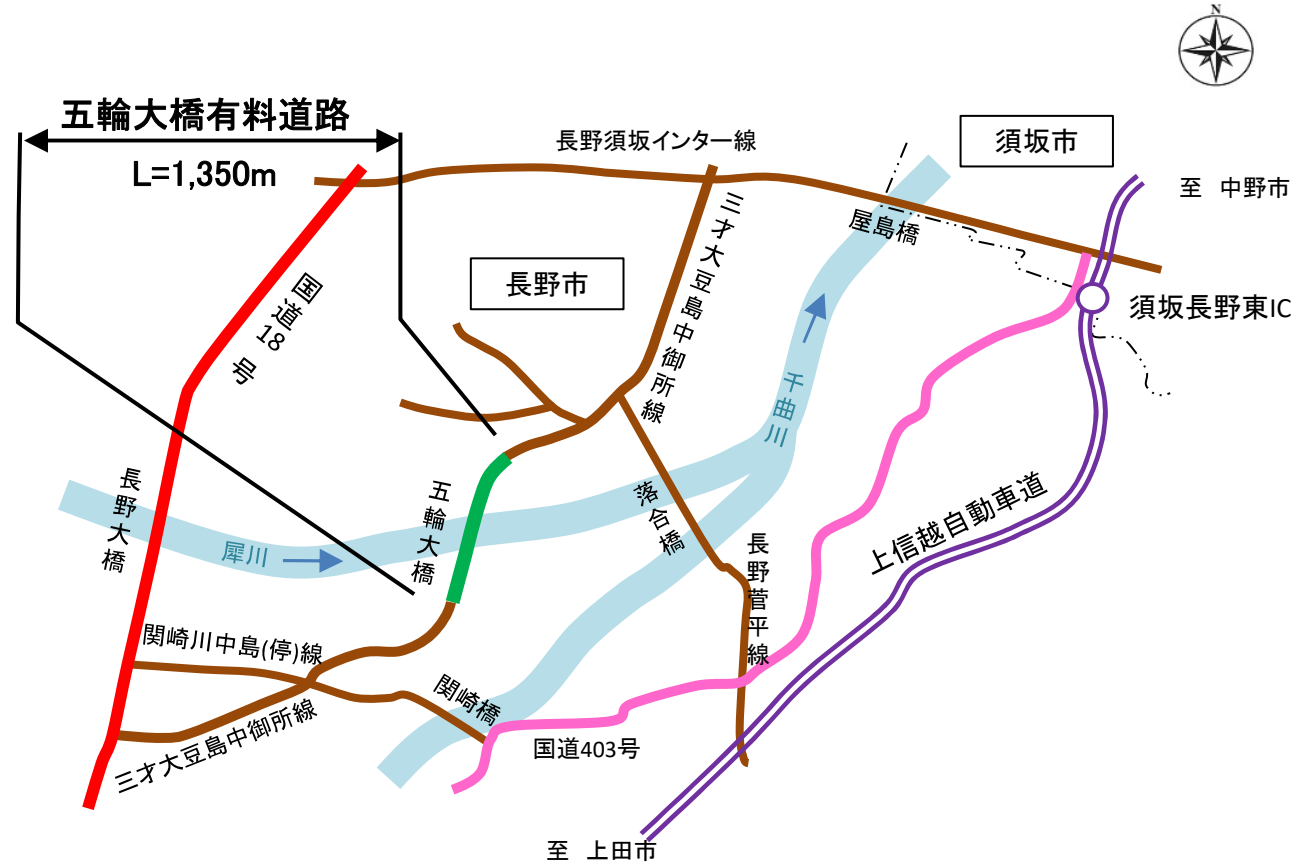 N
五輪大橋有料道路
L=1,350m
長野須坂インター線
須坂市
至 中野市
三才大豆島中御所線
屋島橋
長野市
国道18号
須坂長野東IC
千曲川
長野大橋
五輪大橋
落合橋
上信越自動車道
犀川
長野菅平線
関崎川中島(停)線
関崎橋
三才大豆島中御所線
国道403号
至 上田市